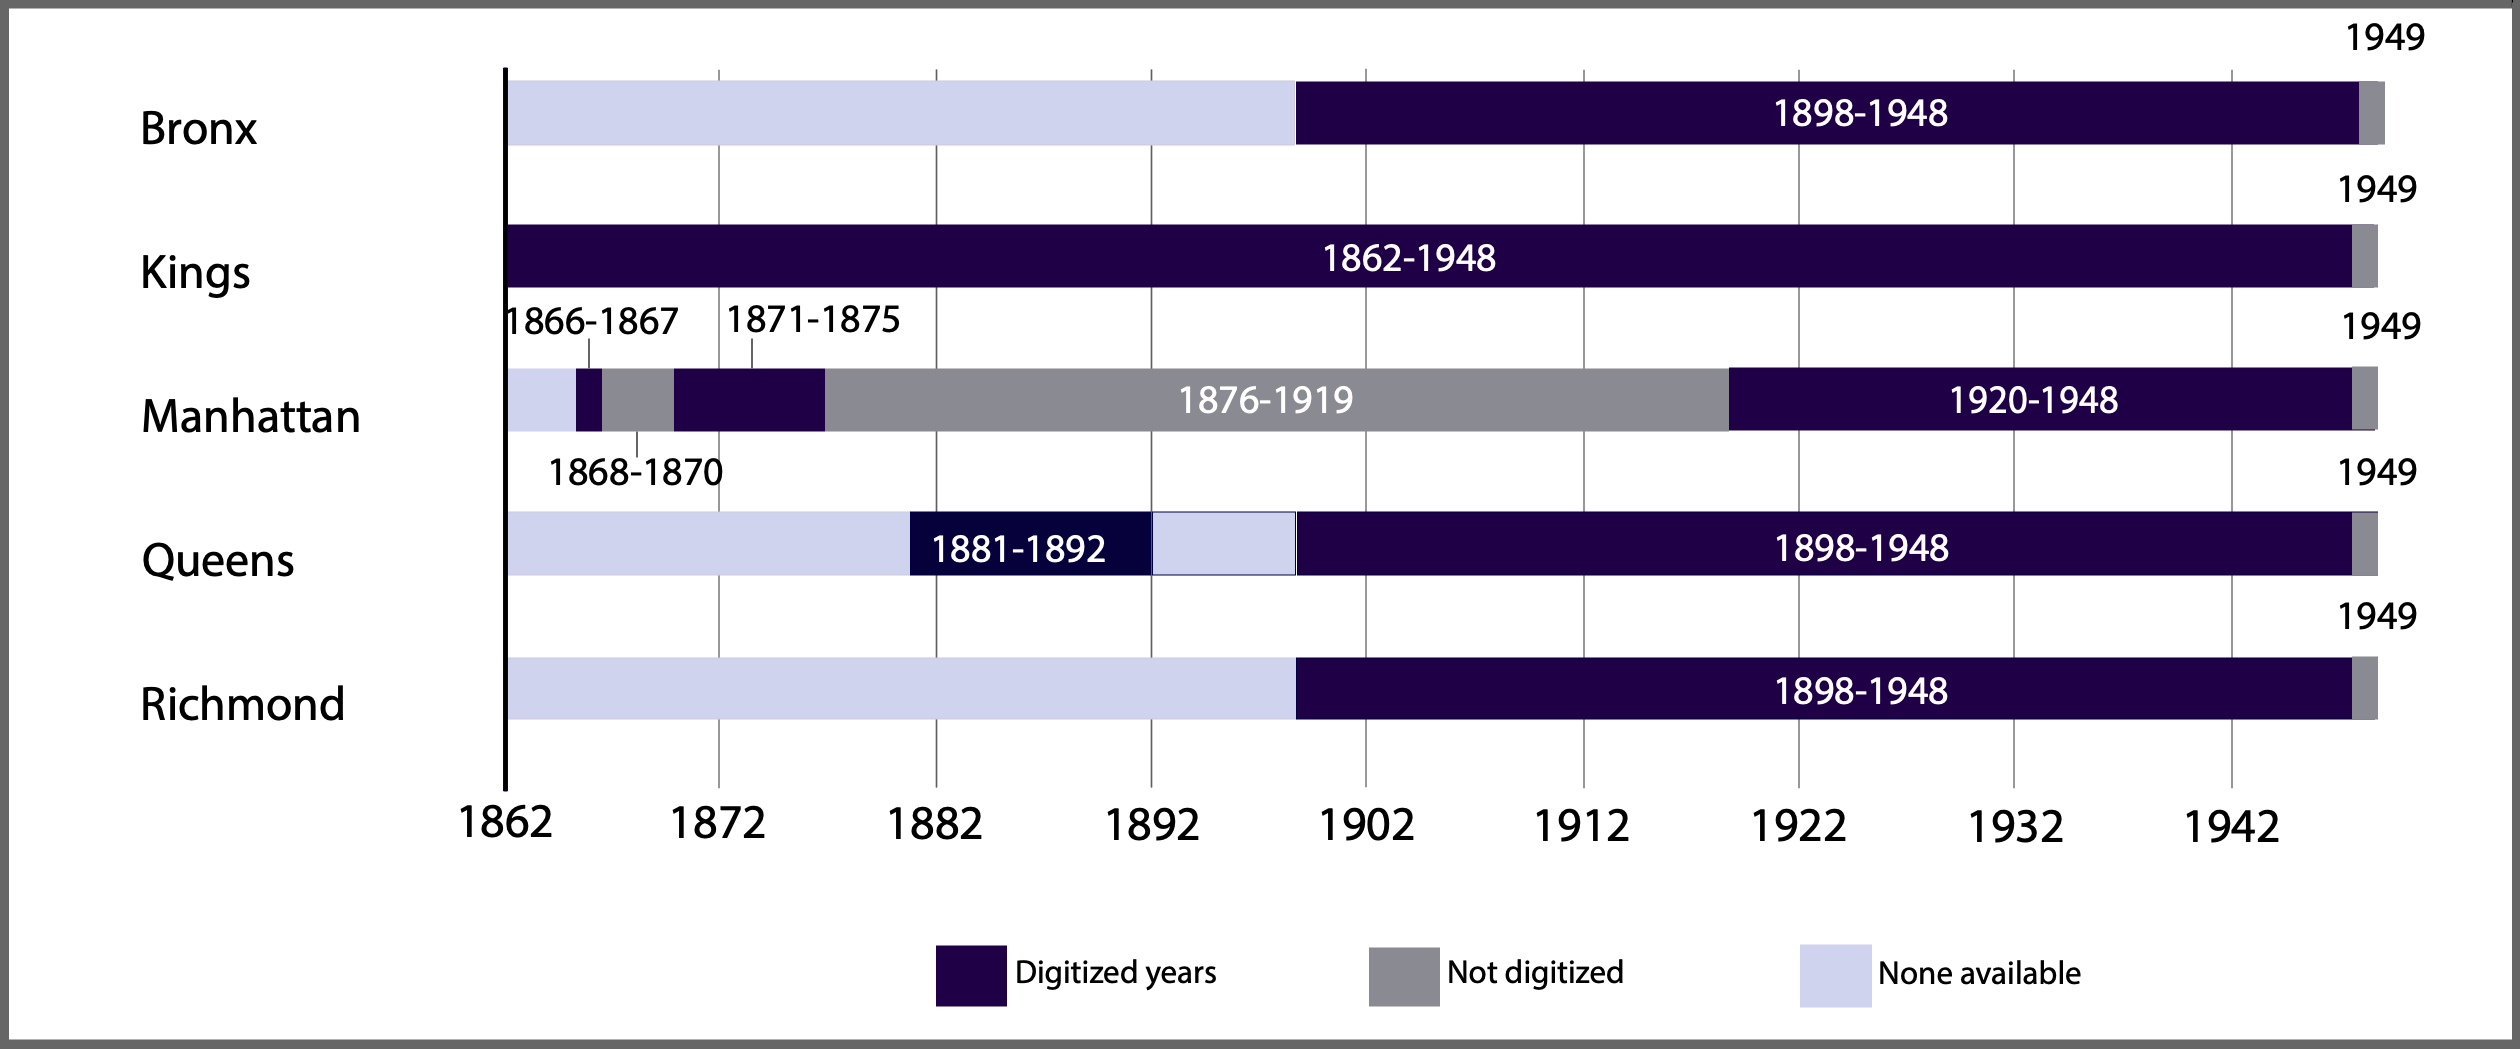 1949
Bronx
1898-1948
1949
Kings
1862-1948
1866-1867
1871-1875
1949
Manhattan
1876-1919
1920-1948
1868-1870
1949
Queens
1881-1892
1898-1948
1949
Richmond
1898-1948
1862 1872 1882 1892 1902 1912 1922 1932 1942
Digitized years
Not digitized
None available